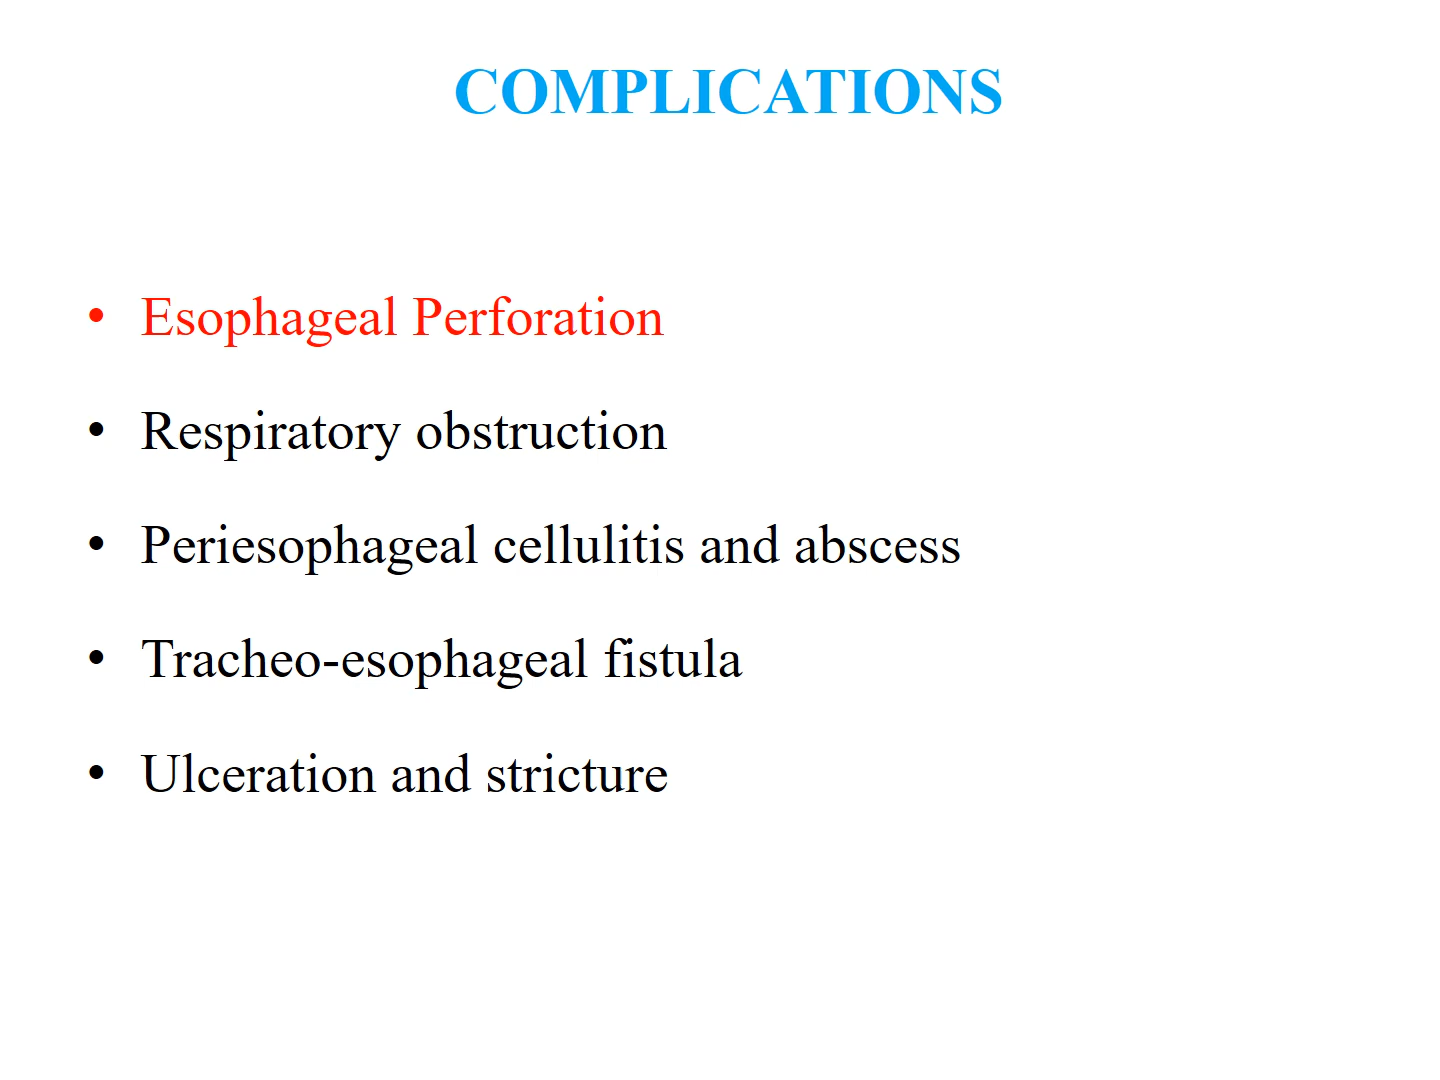 COMPLICATIONS
• Esophageal Perforation
• Respiratory obstruction
• Periesophageal cellulitis and abscess
• Tracheo-esophageal fistula
• Ulceration and stricture